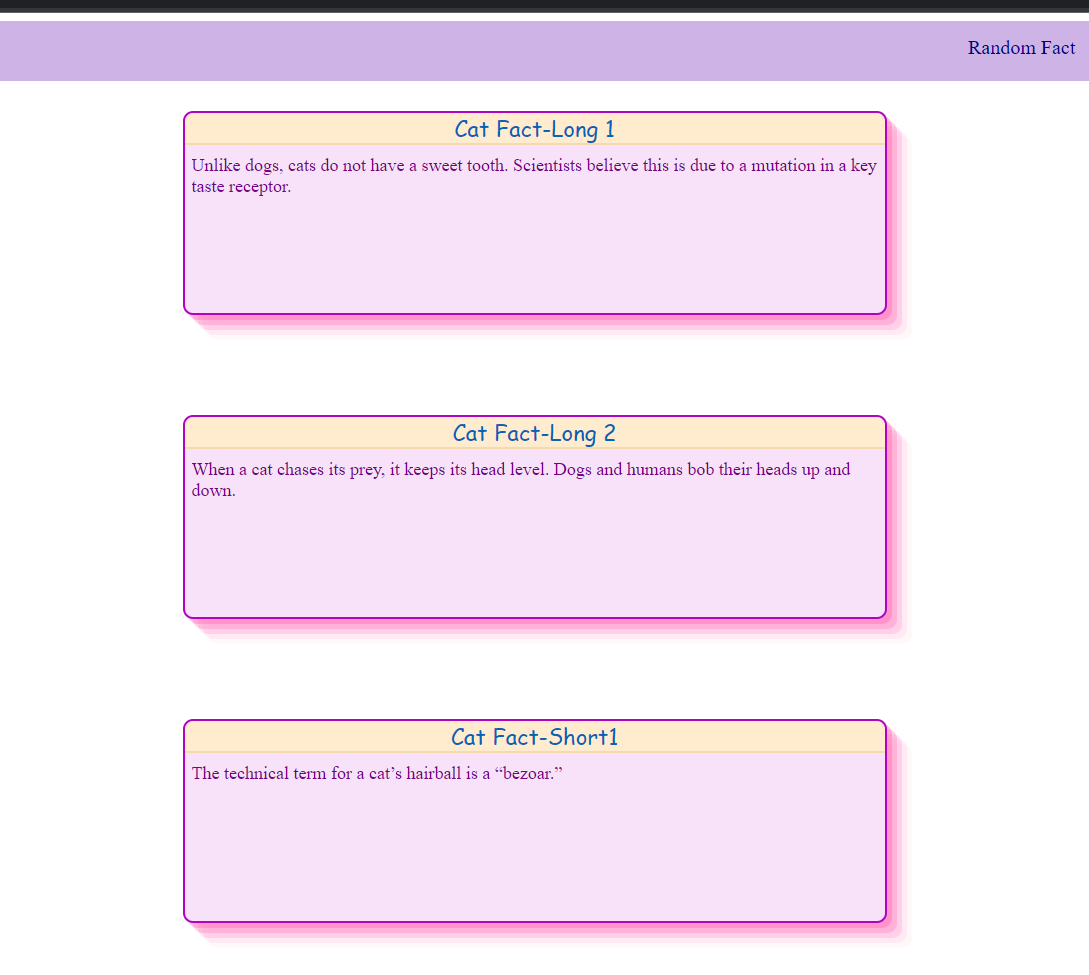 Random Fact
Cat Fact-Long 1
Unlike dogs, cats do not have a sweet tooth. Scientists believe this is due to a mutation in a key
taste receptor.
Cat Fact-Long 2
When a cat chases its prey, it keeps its head level. Dogs and humans bob their heads up and
down.
Cat Fact-Short1
The technical term for a cat’s hairball is a “bezoar.”